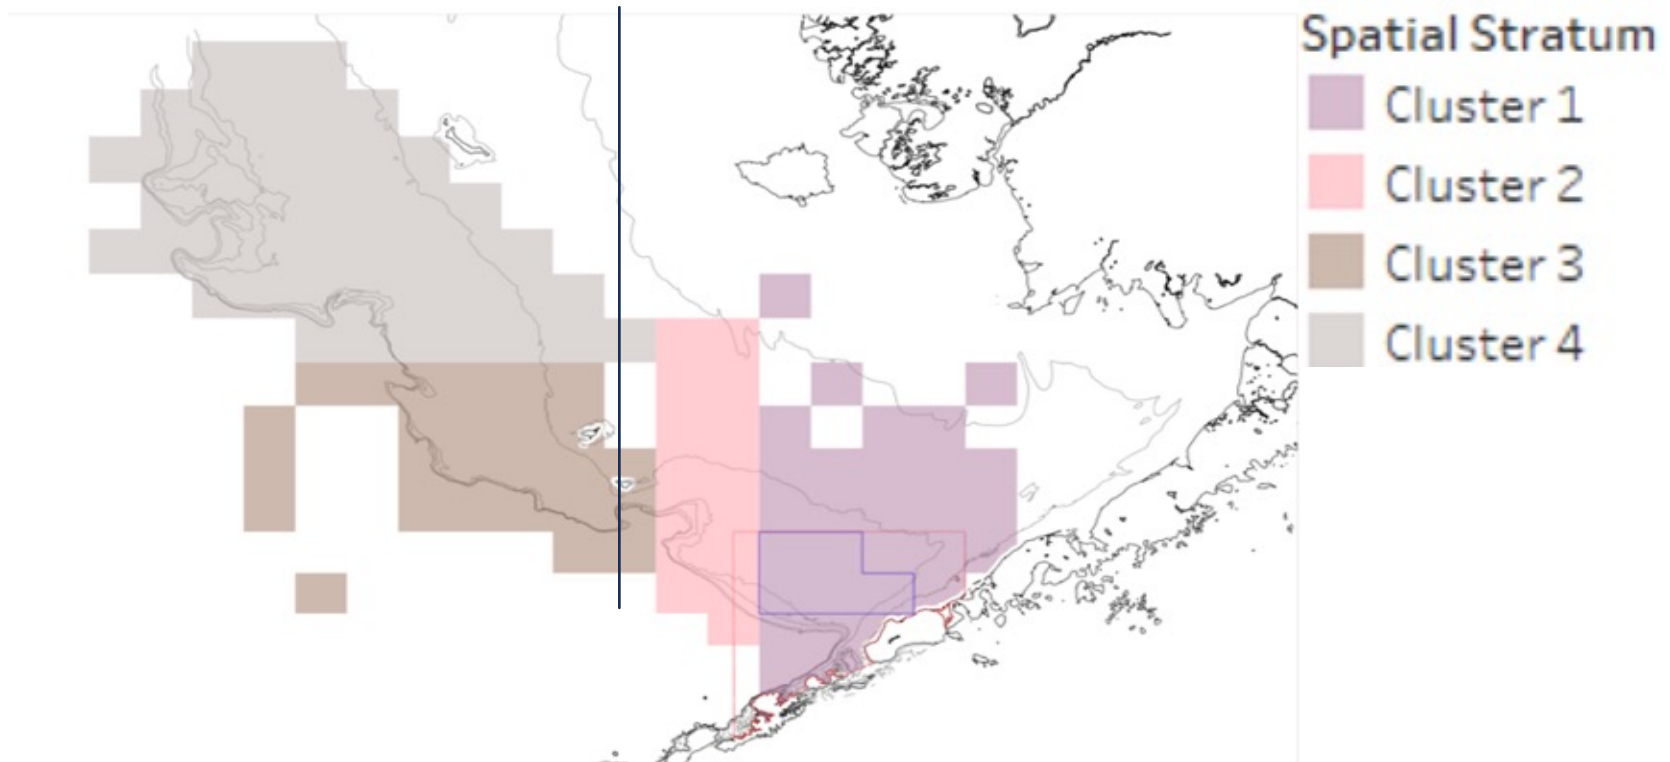 Spatial Stratum
Cluster 1
Cluster 2
Cluster 3
Cluster 4